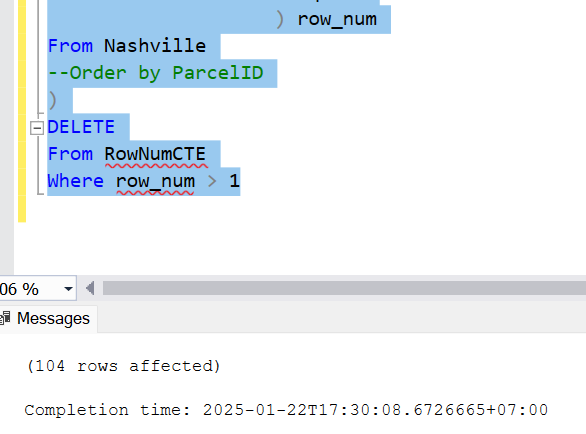 ) row_num
From Nashville
--Order by ParcelID
)
DELETE
From RowNumCTE
Where row_num > 1
06 %
Messages
(104 rows affected)
Completion time: 2025-01-22T17:30:08.6726665+07:00